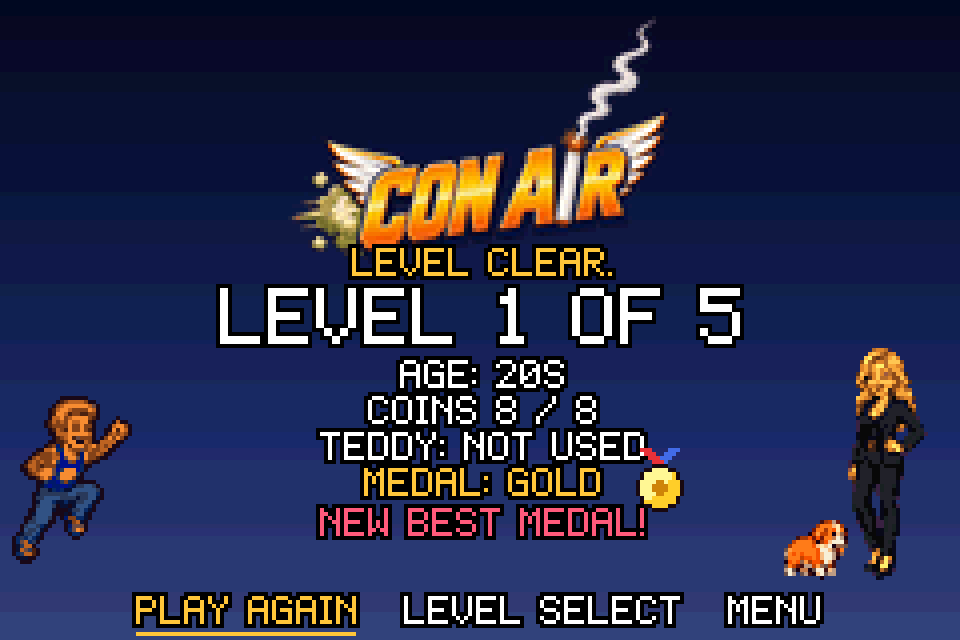 CON AIR
LEVEL CLEAR.
LEVEL 1 OF 5
AGE: 20S
COINS 8 / 8
TEDDY: NOT USED
MEDAL: GOLD
NEW BEST MEDAL!
PLAY AGAIN LEVEL SELECT MENU